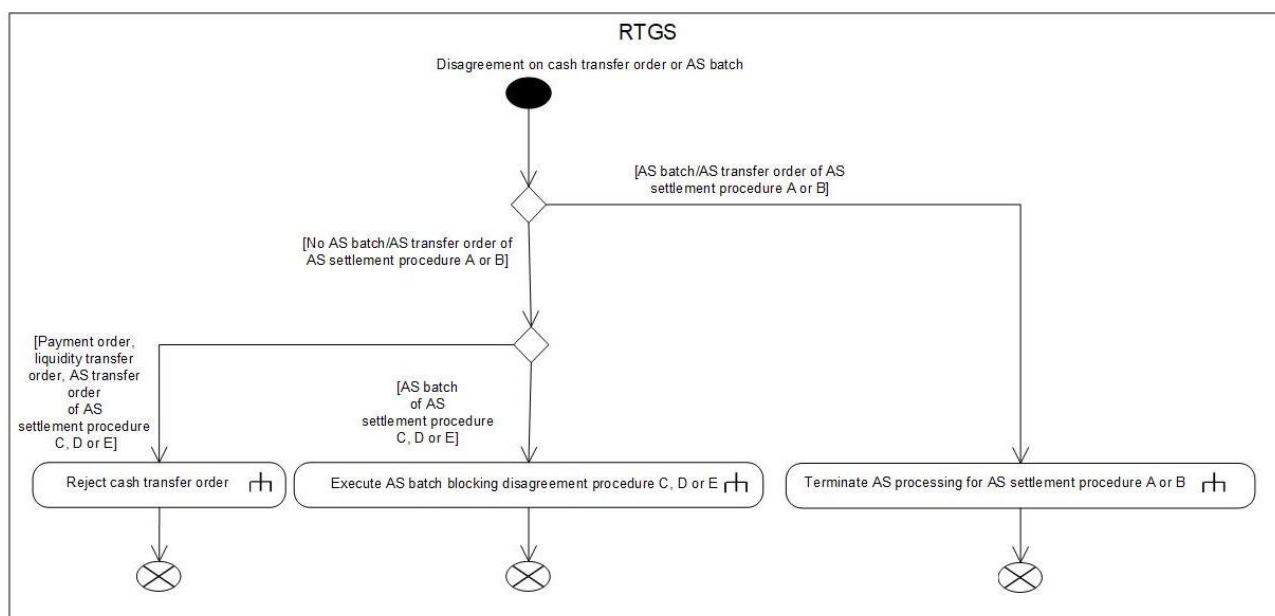 RTGS
Disagreement on cash transfer order or AS batch
[AS batch/AS transfer order of AS
settlement procedure A or B]
[No AS batch/AS transfer order of
AS settlement procedure A or B]
[Payment order,
liquidity transfer
order, AS transfer
order
of AS
settlement procedure
C, D or E]
[AS batch
of AS
settlement procedure
C, D or E]
Reject cash transfer order
Execute AS batch blocking disagreement procedure C, D or E
Terminate AS processing for AS settlement procedure A or B